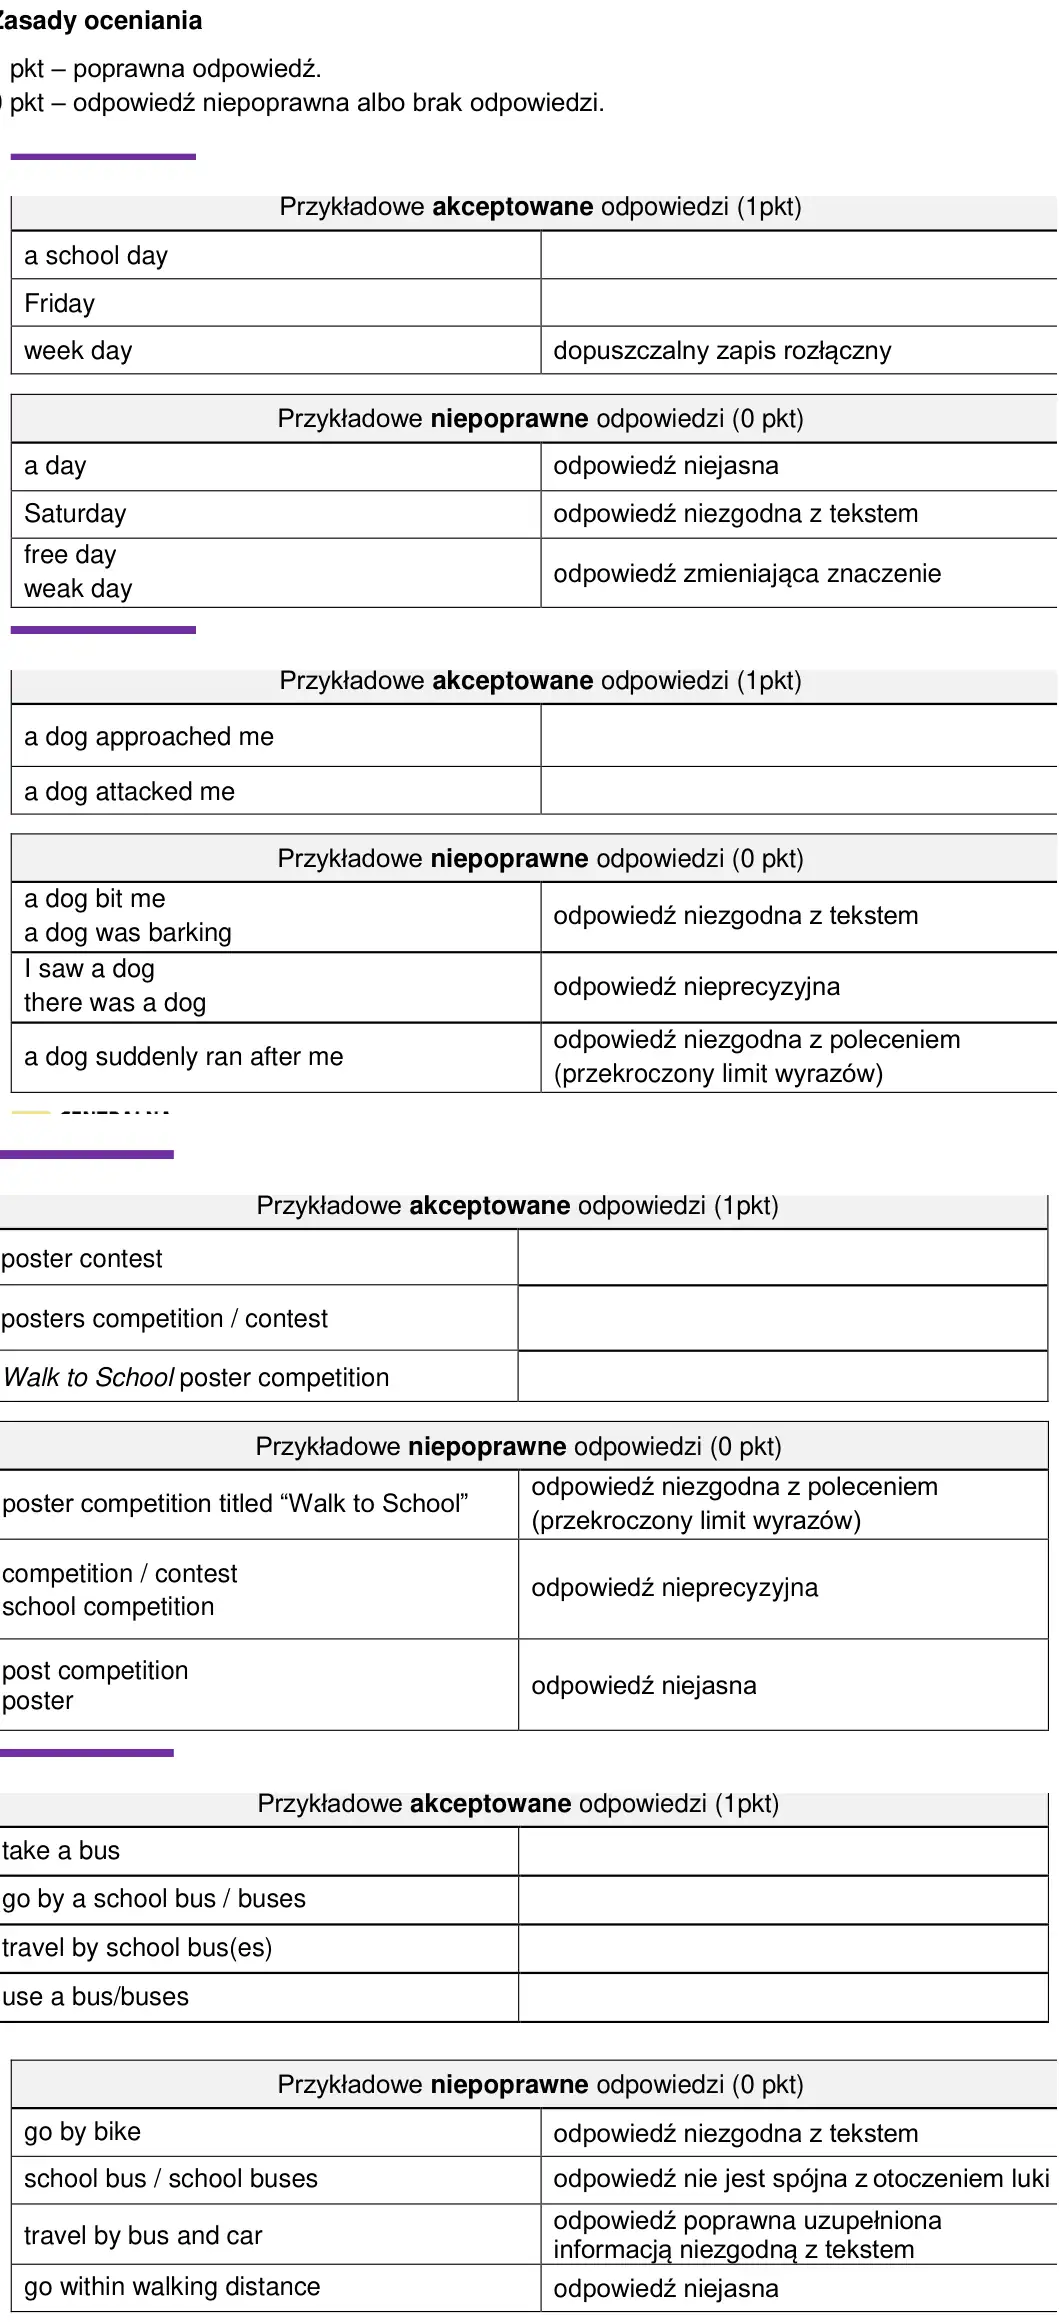 Zasady oceniania
pkt – poprawna odpowiedź.
0 pkt – odpowiedź niepoprawna albo brak odpowiedzi.
Przykładowe akceptowane odpowiedzi (1pkt)
a school day
Friday
week day
dopuszczalny zapis rozłączny
Przykładowe niepoprawne odpowiedzi (0 pkt)
a day
odpowiedź niejasna
Saturday
odpowiedź niezgodna z tekstem
free day
weak day
odpowiedź zmieniająca znaczenie
Przykładowe akceptowane odpowiedzi (1pkt)
a dog approached me
a dog attacked me
Przykładowe niepoprawne odpowiedzi (0 pkt)
a dog bit me
a dog was barking
odpowiedź niezgodna z tekstem
I saw a dog
there was a dog
odpowiedź nieprecyzyjna
a dog suddenly ran after me
odpowiedź niezgodna z poleceniem
(przekroczony limit wyrazów)
CENTRALNA
Przykładowe akceptowane odpowiedzi (1pkt)
poster contest
posters competition / contest
Walk to School poster competition
Przykładowe niepoprawne odpowiedzi (0 pkt)
poster competition titled “Walk to School”
odpowiedź niezgodna z poleceniem
(przekroczony limit wyrazów)
competition / contest
school competition
odpowiedź nieprecyzyjna
post competition
poster
odpowiedź niejasna
Przykładowe akceptowane odpowiedzi (1pkt)
take a bus
go by a school bus / buses
travel by school bus(es)
use a bus/buses
Przykładowe niepoprawne odpowiedzi (0 pkt)
go by bike
odpowiedź niezgodna z tekstem
school bus / school buses
odpowiedź nie jest spójna z otoczeniem luki
travel by bus and car
odpowiedź poprawna uzupełniona
informacją niezgodną z tekstem
go within walking distance
odpowiedź niejasna